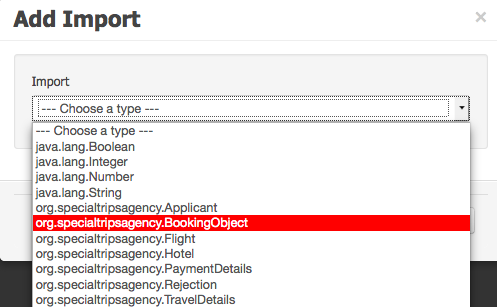 Add Import
×
Import
--- Choose a type ---
--- Choose a type ---
java.lang.Boolean
java.lang.Integer
java.lang.Number
java.lang.String
org.specialtripsagency.Applicant
org.specialtripsagency.BookingObject
org.specialtripsagency.Flight
org.specialtripsagency.Hotel
org.specialtripsagency.PaymentDetails
org.specialtripsagency.Rejection
org.specialtripsagency.TravelDetails